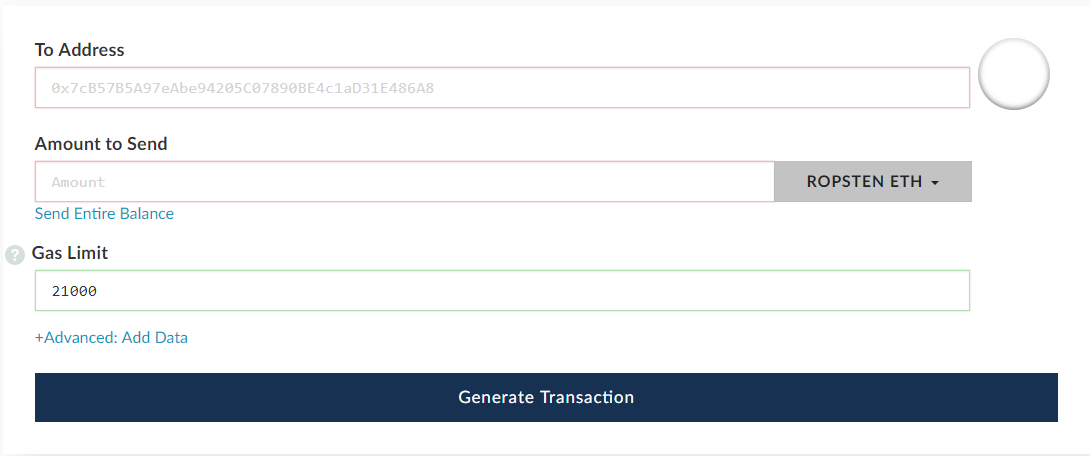 To Address
0x7cB57B5A97eAbe94205C07890BE4c1aD31E486A8
Amount to Send
Amount
ROPSTEN ETH
Send Entire Balance
? Gas Limit
21000
+Advanced: Add Data
Generate Transaction